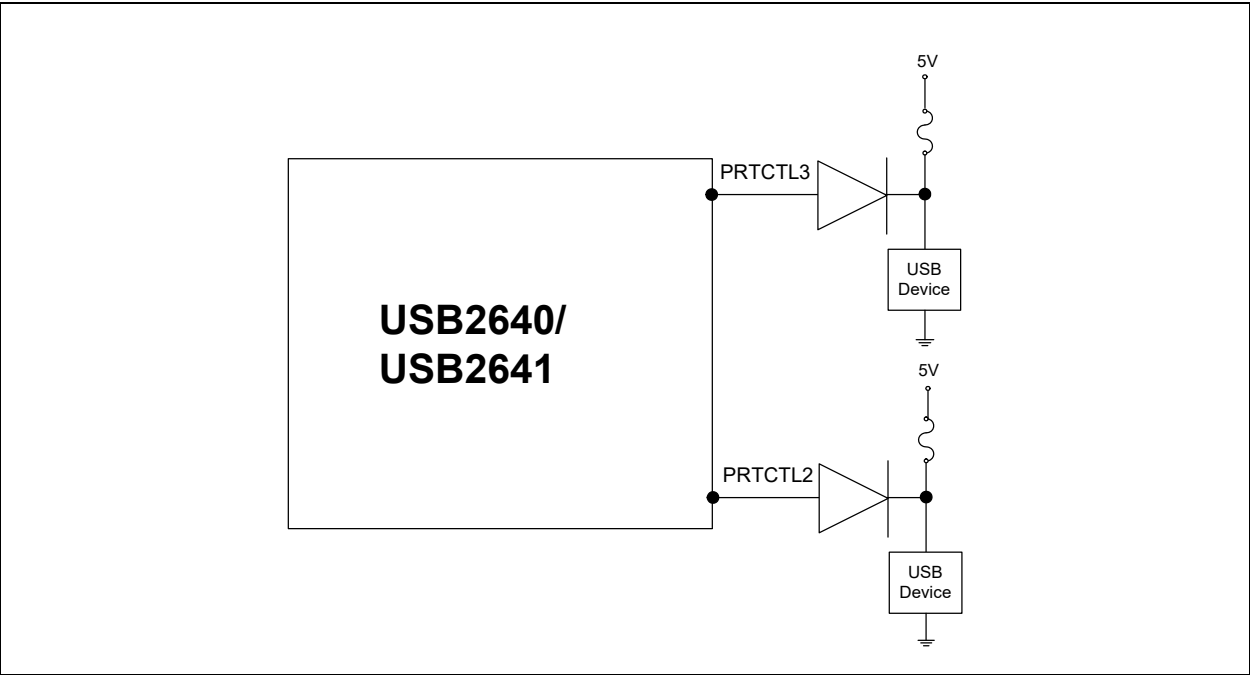 5V
PRTCTL3
USB
Device
USB2640/
USB2641
5V
PRTCTL2
USB
Device